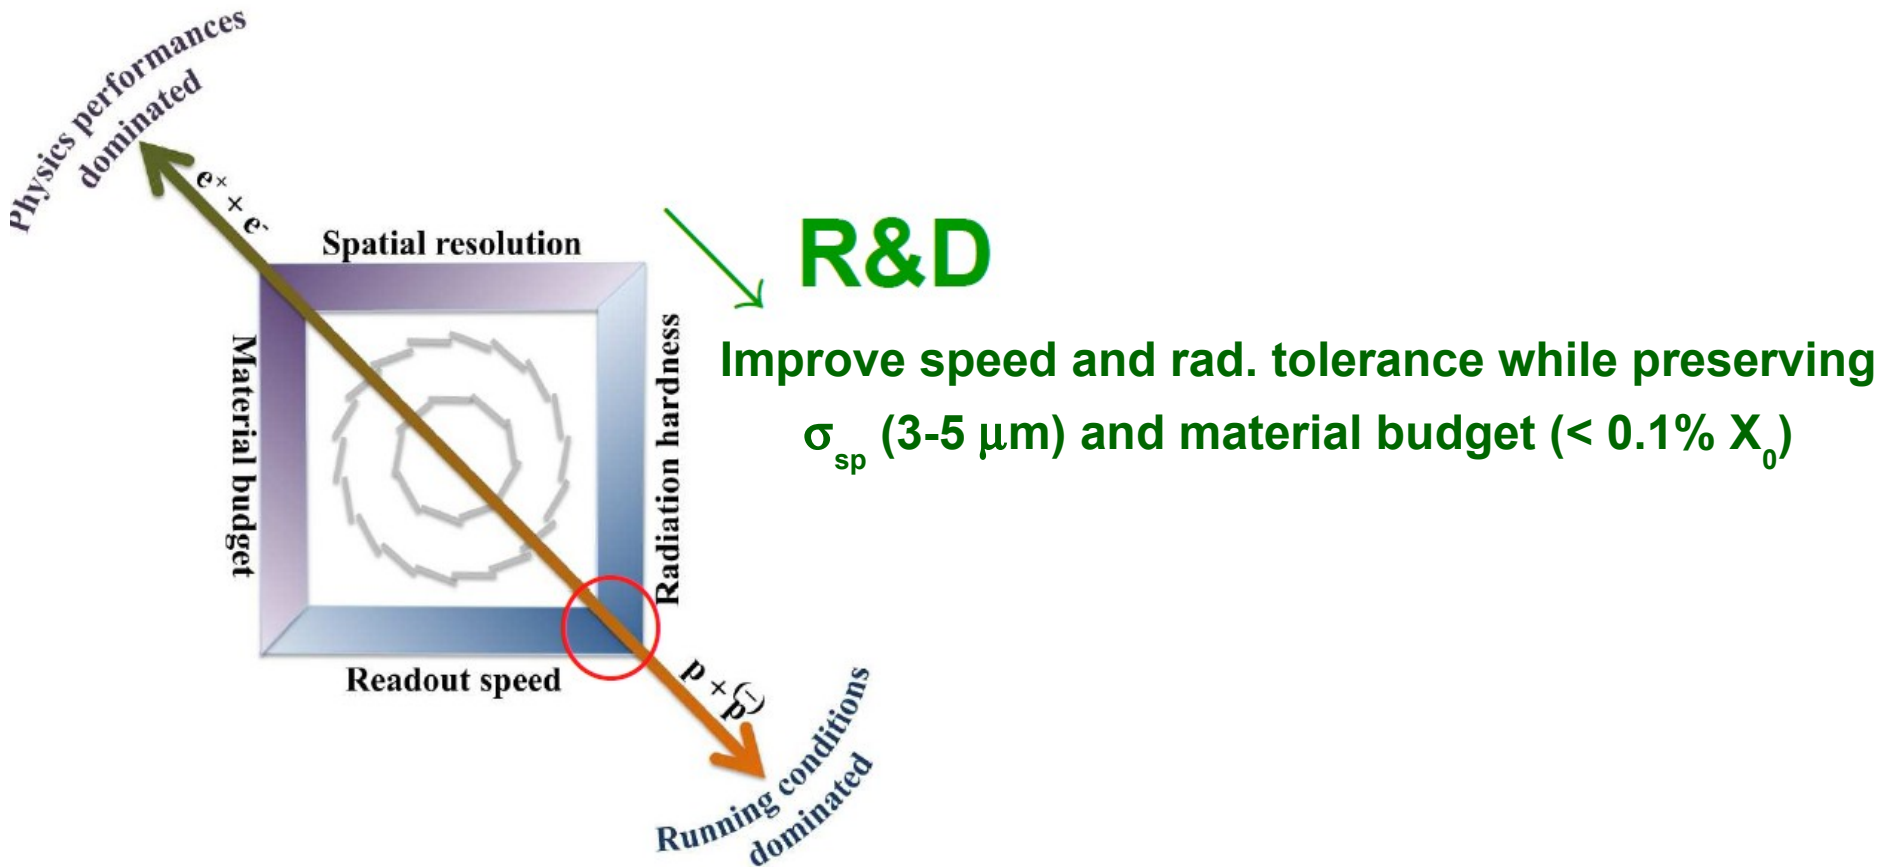 Physics performances
dominated
e× + e-
Spatial resolution
Material budget
Radiation hardness
Readout speed
p + p(−)
Running conditions
dominated
R&D
Improve speed and rad. tolerance while preserving
σsp (3-5 μm) and material budget (< 0.1% X0)